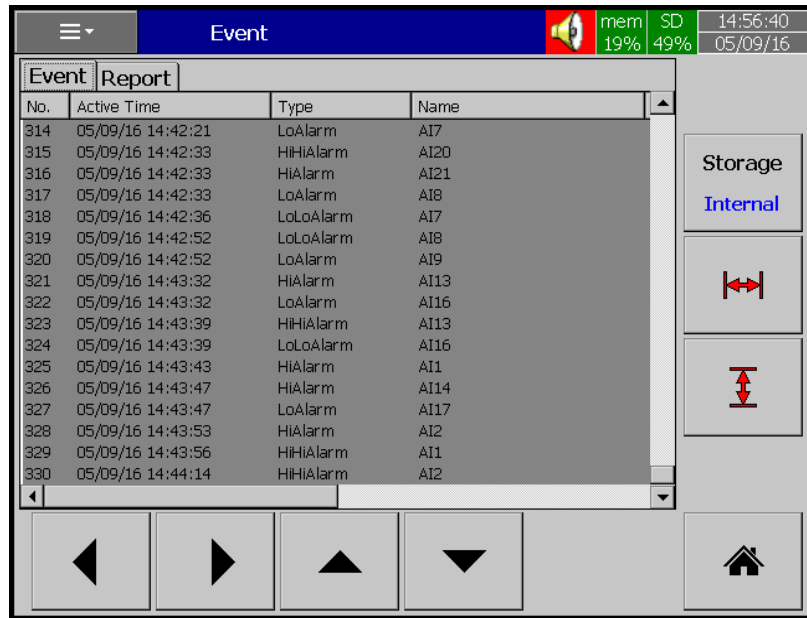 Event
mem SD 14:56:40
19% 49% 05/09/16
Event Report
No. Active Time Type Name
314 05/09/16 14:42:21 LoAlarm AI7
315 05/09/16 14:42:33 HiHiAlarm AI20
316 05/09/16 14:42:33 HiAlarm AI21
317 05/09/16 14:42:33 LoAlarm AI8
318 05/09/16 14:42:36 LoLoAlarm AI7
319 05/09/16 14:42:52 LoLoAlarm AI8
320 05/09/16 14:42:52 LoAlarm AI9
321 05/09/16 14:43:32 HiAlarm AI13
322 05/09/16 14:43:32 LoAlarm AI16
323 05/09/16 14:43:39 HiHiAlarm AI13
324 05/09/16 14:43:39 LoLoAlarm AI16
325 05/09/16 14:43:43 HiAlarm AI1
326 05/09/16 14:43:47 HiAlarm AI14
327 05/09/16 14:43:47 LoAlarm AI17
328 05/09/16 14:43:53 HiAlarm AI2
329 05/09/16 14:43:56 HiHiAlarm AI1
330 05/09/16 14:44:14 HiHiAlarm AI2
Storage
Internal